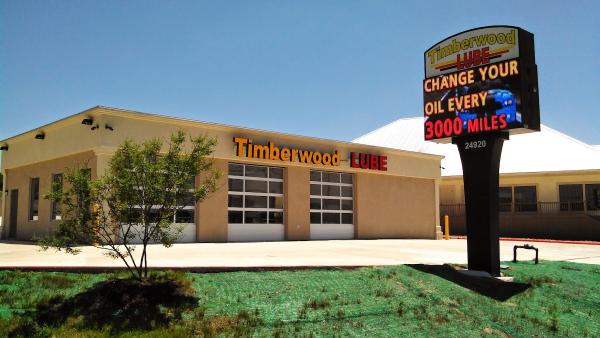 Timberwood LUBE
Timberwood
LUBE
CHANGE YOUR
OIL EVERY
3000 MILES
24920